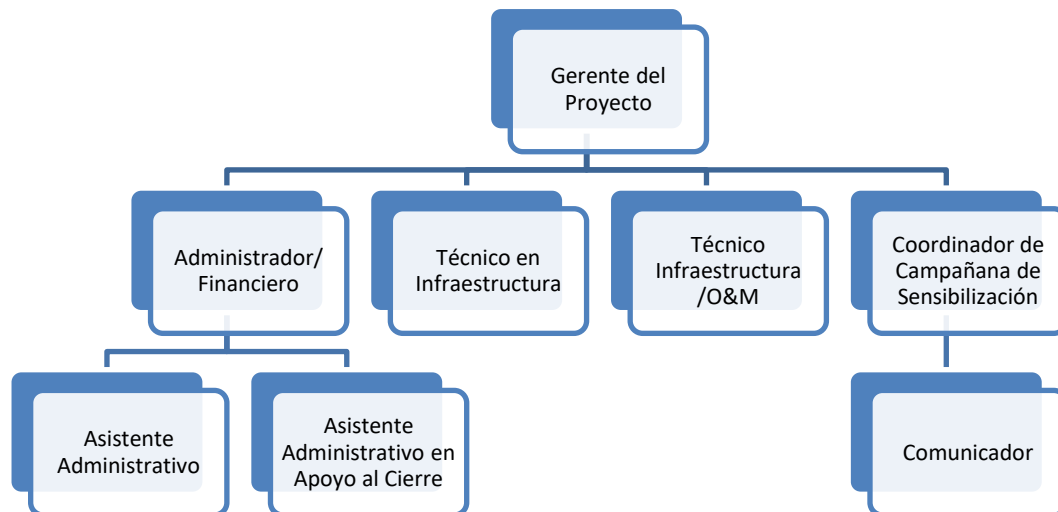 Gerente del
Proyecto
Administrador/
Financiero
Técnico en
Infraestructura
Técnico
Infraestructura
/O&M
Coordinador de
Campañana de
Sensibilización
Asistente
Administrativo
Asistente
Administrativo en
Apoyo al Cierre
Comunicador